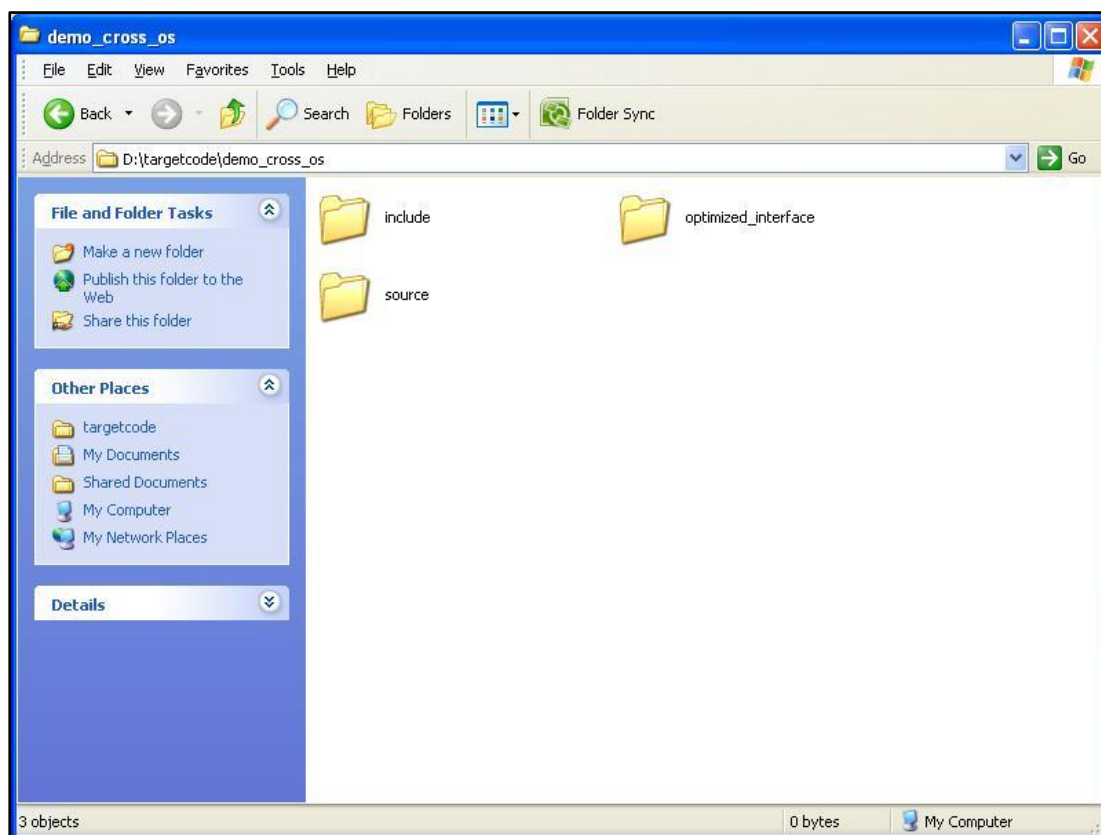 demo_cross_os
File Edit View Favorites Tools Help
Back Search Folders Folder Sync
Address D:\targetcode\demo_cross_os Go
File and Folder Tasks
Make a new folder
Publish this folder to the
Web
Share this folder
Other Places
targetcode
My Documents
Shared Documents
My Computer
My Network Places
Details
include optimized_interface
source
3 objects 0 bytes My Computer